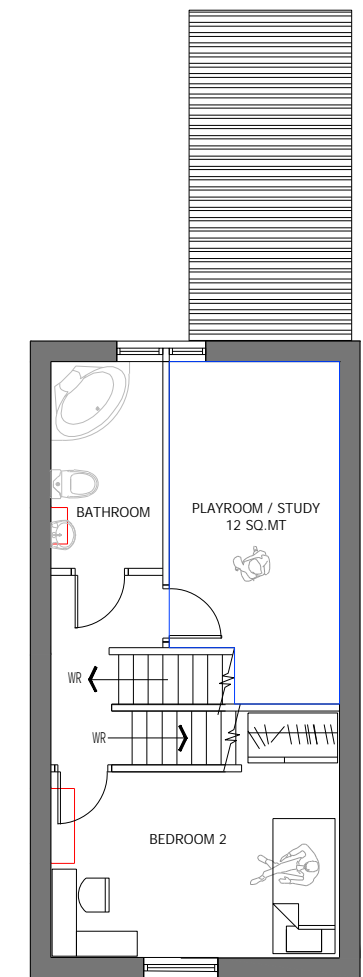 BATHROOM
PLAYROOM / STUDY
12 SQ.MT
WR
WR
BEDROOM 2